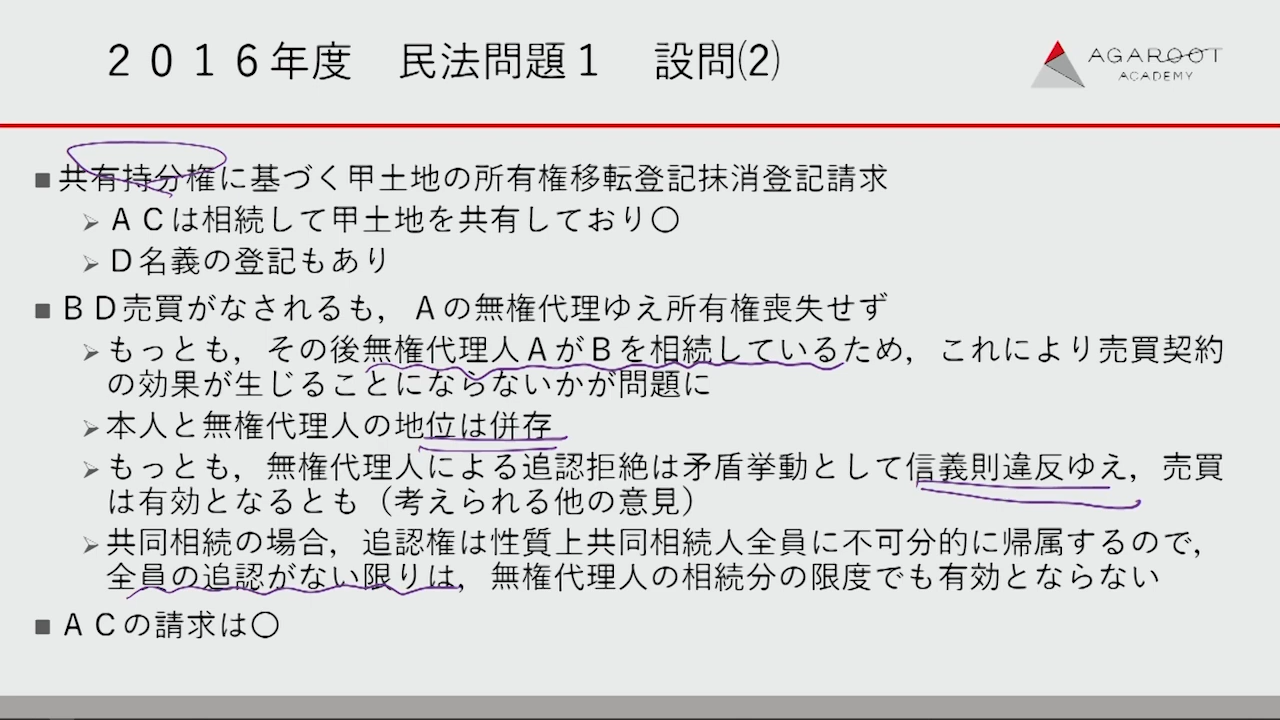 ２０１６年度　民法問題１　設問⑵
AGAROOT
ACADEMY
■共有持分権に基づく甲土地の所有権移転登記抹消登記請求
➢ＡＣは相続して甲土地を共有しており〇
➢Ｄ名義の登記もあり
■ＢＤ売買がなされるも，Ａの無権代理ゆえ所有権喪失せず
➢もっとも，その後無権代理人ＡがＢを相続しているため，これにより売買契約
の効果が生じることにならないかが問題に
➢本人と無権代理人の地位は併存
➢もっとも，無権代理人による追認拒絶は矛盾挙動として信義則違反ゆえ，売買
は有効となるとも（考えられる他の意見）
➢共同相続の場合，追認権は性質上共同相続人全員に不可分的に帰属するので，
全員の追認がない限りは，無権代理人の相続分の限度でも有効とならない
■ＡＣの請求は〇